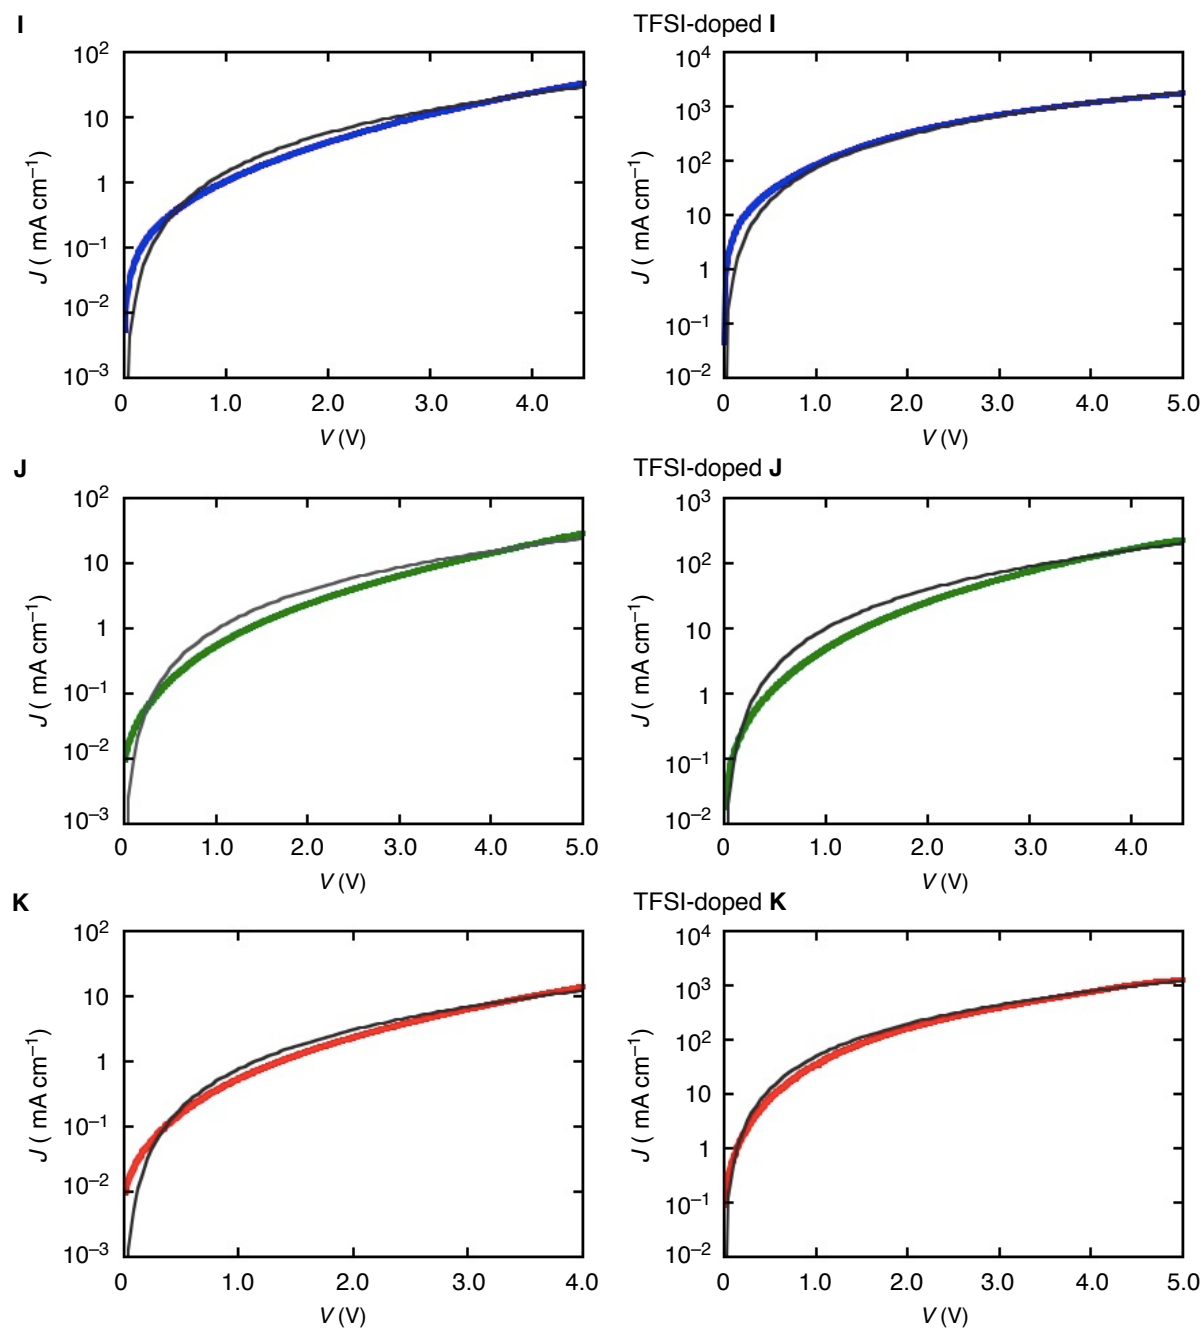 I
TFSI-doped I
10² 10 1 10⁻¹ 10⁻² 10⁻³
J ( mA cm⁻¹)
0 1.0 2.0 3.0 4.0
V (V)
10⁴ 10³ 10² 10 1 10⁻¹ 10⁻²
J ( mA cm⁻¹)
0 1.0 2.0 3.0 4.0 5.0
V (V)
J
TFSI-doped J
10² 10 1 10⁻¹ 10⁻² 10⁻³
J ( mA cm⁻¹)
0 1.0 2.0 3.0 4.0 5.0
V (V)
10³ 10² 10 1 10⁻¹ 10⁻²
J ( mA cm⁻¹)
0 1.0 2.0 3.0 4.0
V (V)
K
TFSI-doped K
10² 10 1 10⁻¹ 10⁻² 10⁻³
J ( mA cm⁻¹)
0 1.0 2.0 3.0 4.0
V (V)
10⁴ 10³ 10² 10 1 10⁻¹ 10⁻²
J ( mA cm⁻¹)
0 1.0 2.0 3.0 4.0 5.0
V (V)